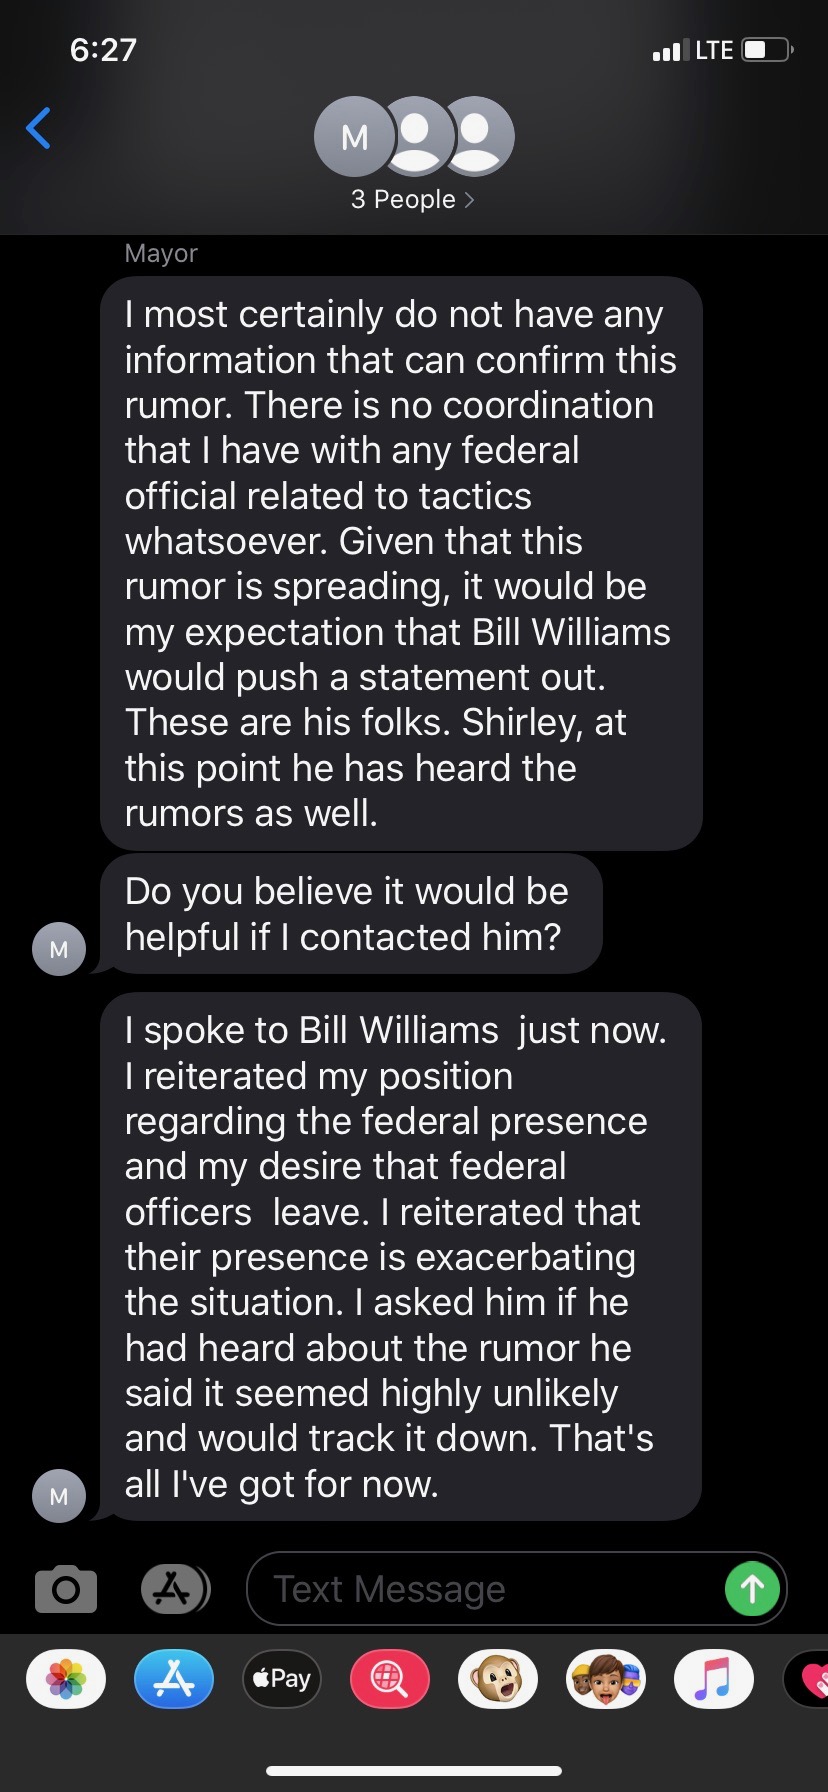 6:27
LTE
M
3 People
Mayor
I most certainly do not have any
information that can confirm this
rumor. There is no coordination
that I have with any federal
official related to tactics
whatsoever. Given that this
rumor is spreading, it would be
my expectation that Bill Williams
would push a statement out.
These are his folks. Shirley, at
this point he has heard the
rumors as well.
Do you believe it would be
helpful if I contacted him?
M
I spoke to Bill Williams  just now.
I reiterated my position
regarding the federal presence
and my desire that federal
officers  leave. I reiterated that
their presence is exacerbating
the situation. I asked him if he
had heard about the rumor he
said it seemed highly unlikely
and would track it down. That's
all I've got for now.
M
Text Message
Pay